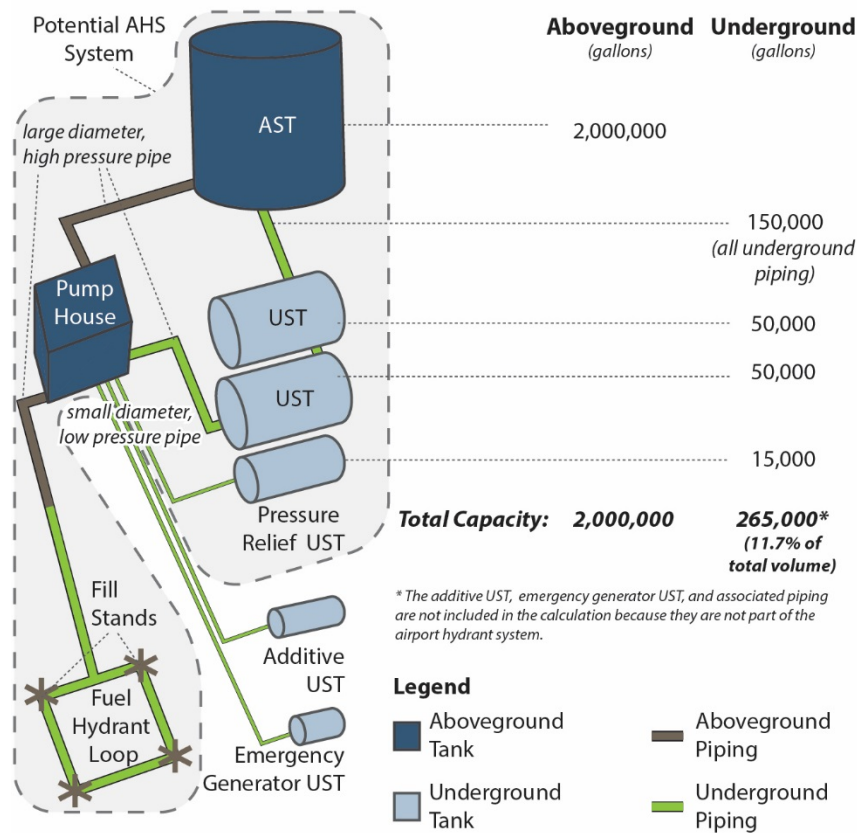 Potential AHS
System
Aboveground
(gallons)
Underground
(gallons)
large diameter,
high pressure pipe
AST
2,000,000
150,000
(all underground
piping)
Pump
House
UST
50,000
UST
50,000
small diameter,
low pressure pipe
15,000
Pressure
Relief UST
Total Capacity: 2,000,000 265,000*
(11.7% of
total volume)
* The additive UST, emergency generator UST, and associated piping
are not included in the calculation because they are not part of the
airport hydrant system.
Fill
Stands
Additive
UST
Fuel
Hydrant
Loop
Emergency
Generator UST
Legend
Aboveground
Tank
Aboveground
Piping
Underground
Tank
Underground
Piping